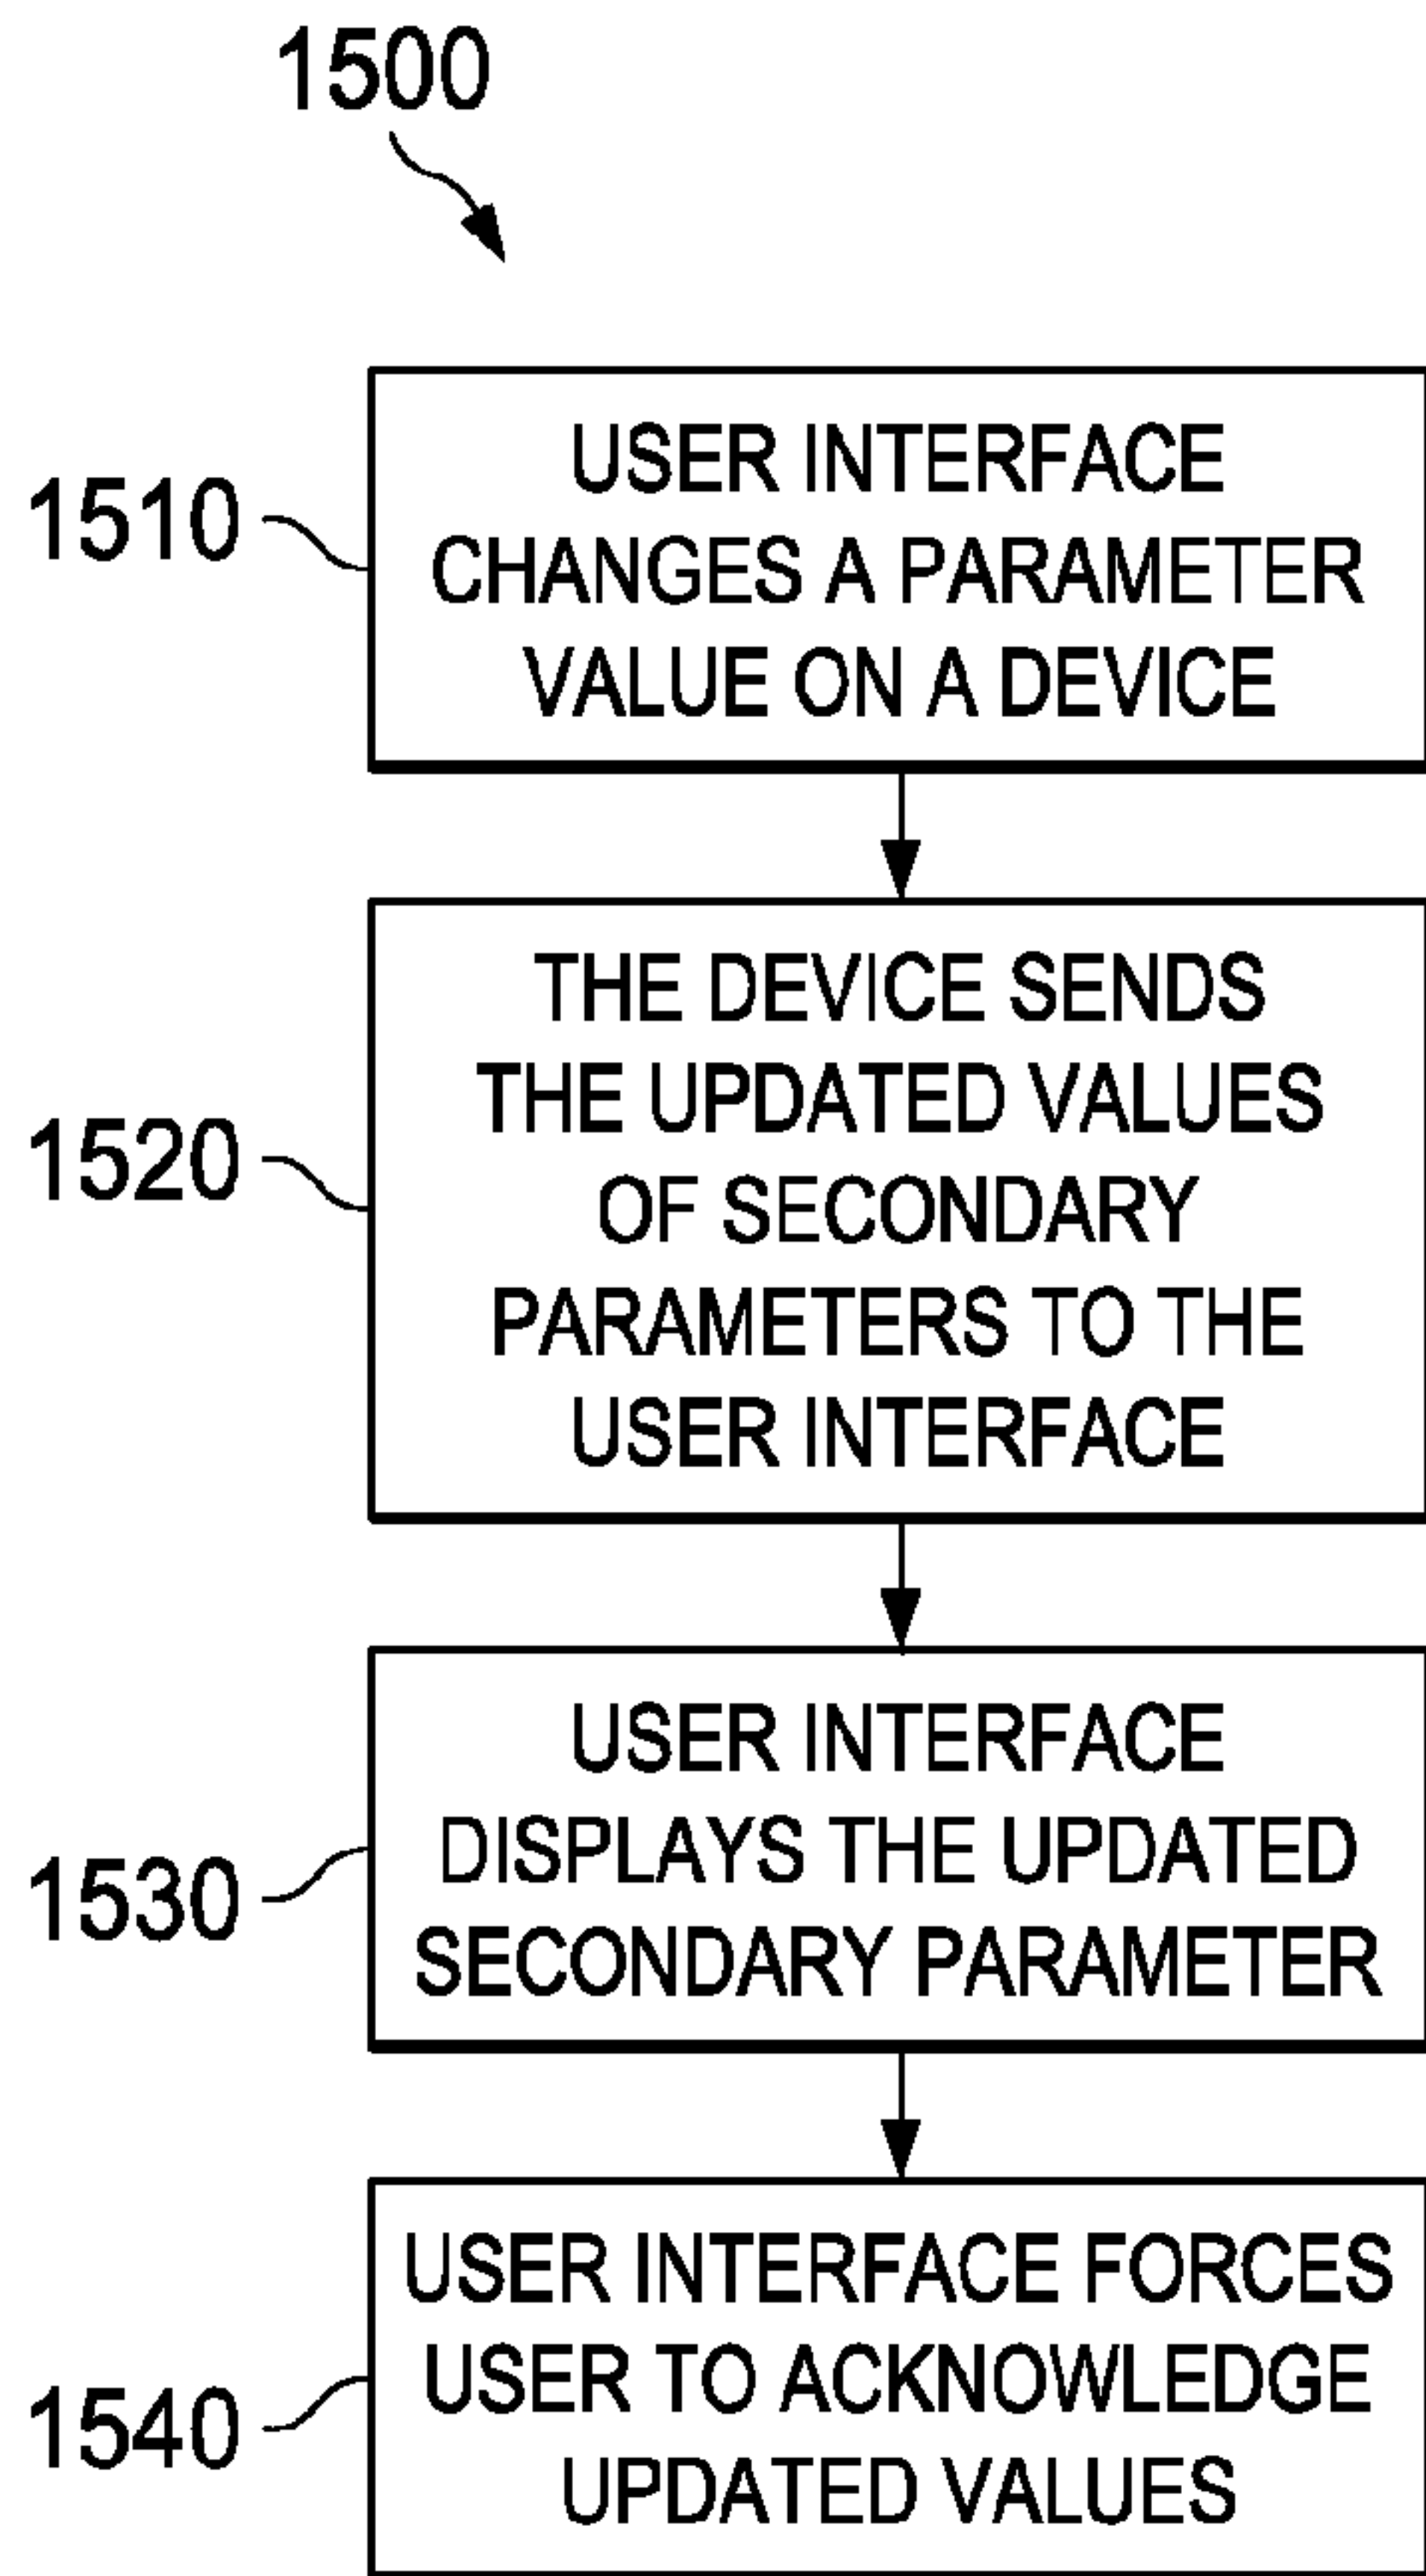 1500
1510
USER INTERFACE
CHANGES A PARAMETER
VALUE ON A DEVICE
1520
THE DEVICE SENDS
THE UPDATED VALUES
OF SECONDARY
PARAMETERS TO THE
USER INTERFACE
1530
USER INTERFACE
DISPLAYS THE UPDATED
SECONDARY PARAMETER
1540
USER INTERFACE FORCES
USER TO ACKNOWLEDGE
UPDATED VALUES